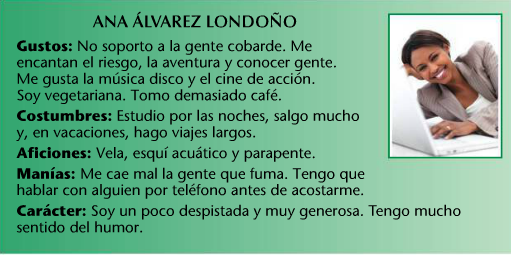 ANA ÁLVAREZ LONDOÑO
Gustos: No soporto a la gente cobarde. Me
encantan el riesgo, la aventura y conocer gente.
Me gusta la música disco y el cine de acción.
Soy vegetariana. Tomo demasiado café.
Costumbres: Estudio por las noches, salgo mucho
y, en vacaciones, hago viajes largos.
Aficiones: Vela, esquí acuático y parapente.
Manías: Me cae mal la gente que fuma. Tengo que
hablar con alguien por teléfono antes de acostarme.
Carácter: Soy un poco despistada y muy generosa. Tengo mucho
sentido del humor.